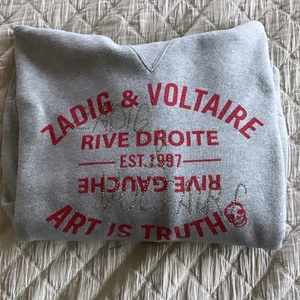 ZADIG & VOLTAIRE
RIVE DROITE
EST.1997
RIVE GAUCHE
ART IS TRUTH